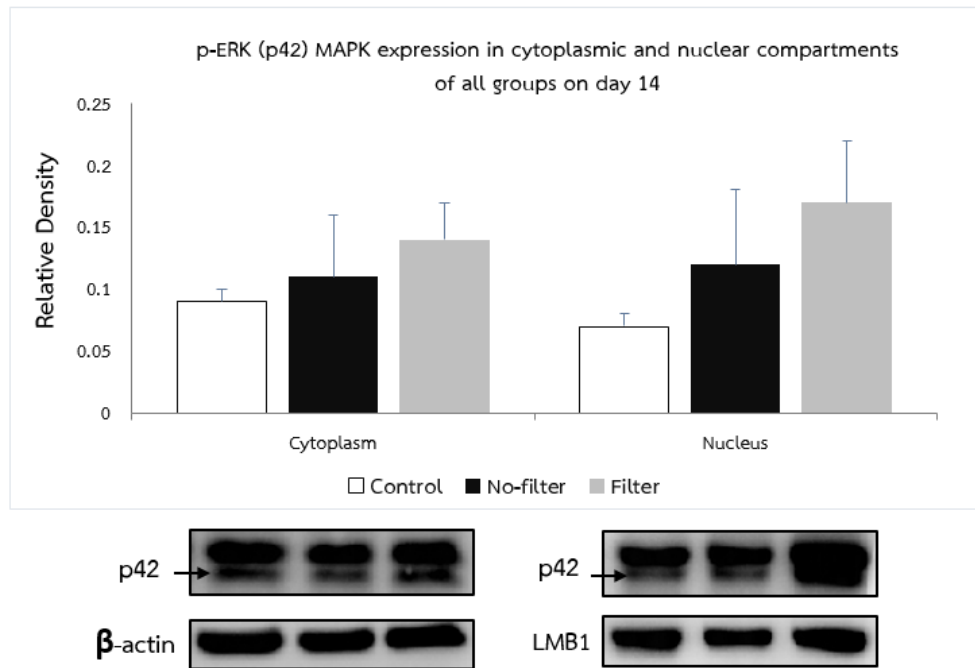 p-ERK (p42) MAPK expression in cytoplasmic and nuclear compartments
of all groups on day 14
Relative Density
0.25
0.2
0.15
0.1
0.05
0
Cytoplasm
Nucleus
Control
No-filter
Filter
p42
β-actin
p42
LMB1